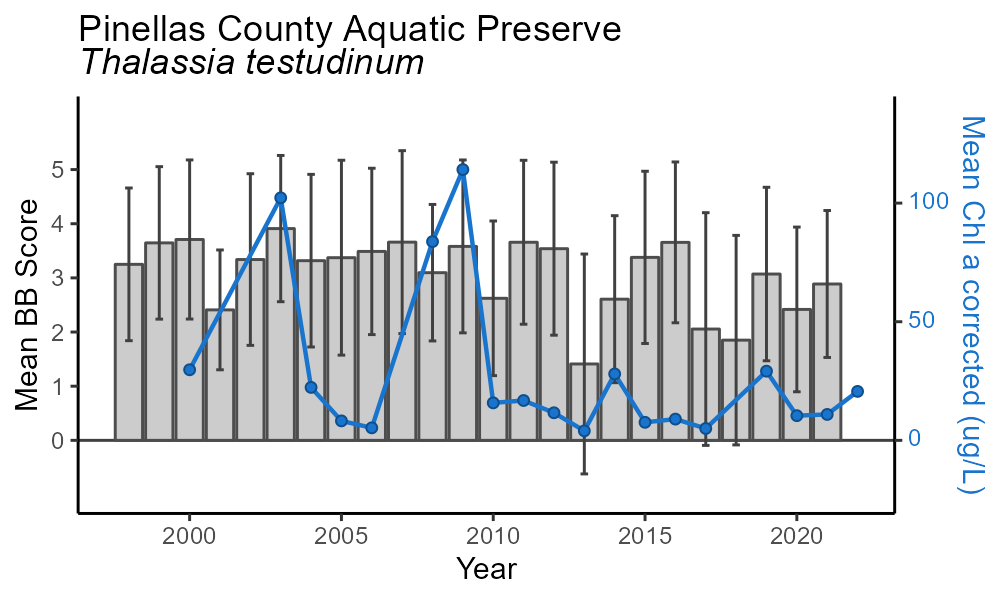 Pinellas County Aquatic Preserve
Thalassia testudinum
Mean BB Score
5
4
3
2
1
0
100
50
0
Mean Chl a corrected (ug/L)
2000
2005
2010
2015
2020
Year